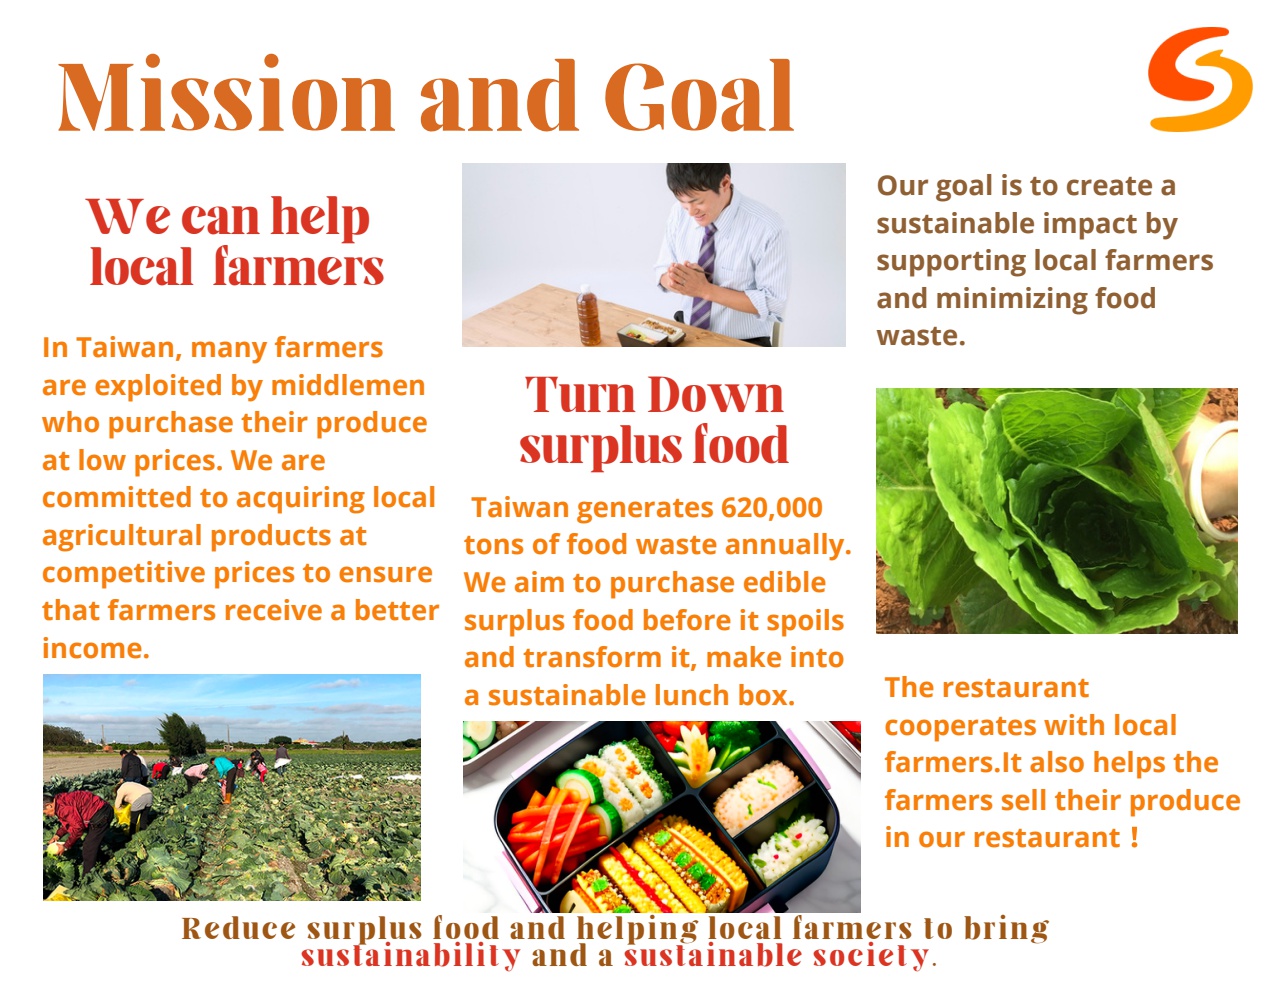 Mission and Goal
We can help
local farmers
In Taiwan, many farmers
are exploited by middlemen
who purchase their produce
at low prices. We are
committed to acquiring local
agricultural products at
competitive prices to ensure
that farmers receive a better
income.
Turn Down
surplus food
Taiwan generates 620,000
tons of food waste annually.
We aim to purchase edible
surplus food before it spoils
and transform it, make into
a sustainable lunch box.
Our goal is to create a
sustainable impact by
supporting local farmers
and minimizing food
waste.
The restaurant
cooperates with local
farmers.It also helps the
farmers sell their produce
in our restaurant！
Reduce surplus food and helping local farmers to bring
sustainability and a sustainable society.